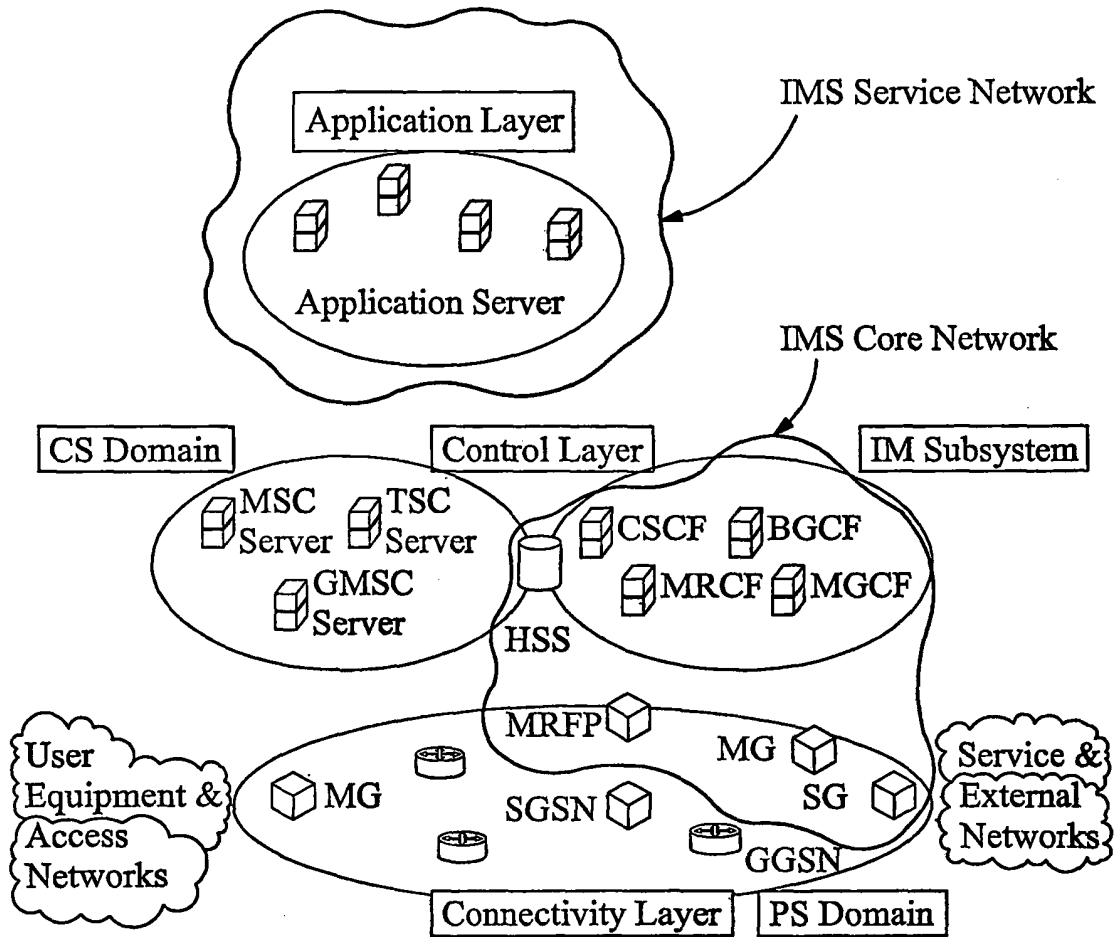 IMS Service Network
Application Layer
Application Server
IMS Core Network
CS Domain
Control Layer
IM Subsystem
MSC
Server
TSC
Server
GMSC
Server
HSS
CSCF
BGCF
MRCF
MGCF
User
Equipment &
Access
Networks
MG
MRFP
MG
SGSN
SG
GGSN
Service &
External
Networks
Connectivity Layer
PS Domain